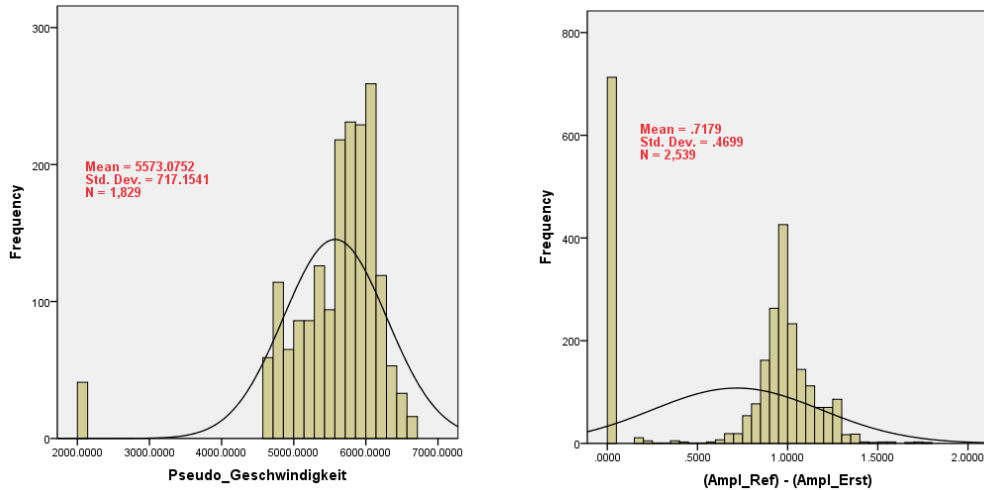 300
200
100
0
Frequency
Mean = 5573.0752
Std. Dev. = 717.1541
N = 1,829
2000.0000 3000.0000 4000.0000 5000.0000 6000.0000 7000.0000
Pseudo_Geschwindigkeit
800
600
400
200
0
Frequency
Mean = .7179
Std. Dev. = .4699
N = 2,539
.0000 .5000 1.0000 1.5000 2.0000
(Ampl_Ref) - (Ampl_Erst)